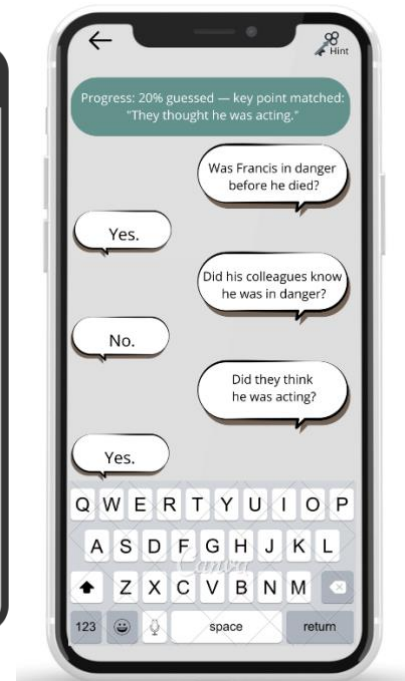 Hint
Progress: 20% guessed — key point matched:
"They thought he was acting."
Was Francis in danger
before he died?
Yes.
Did his colleagues know
he was in danger?
No.
Did they think
he was acting?
Yes.
Q W E R T Y U I O P
A S D F G H J K L
Canva
Z X C V B N M
123 space return